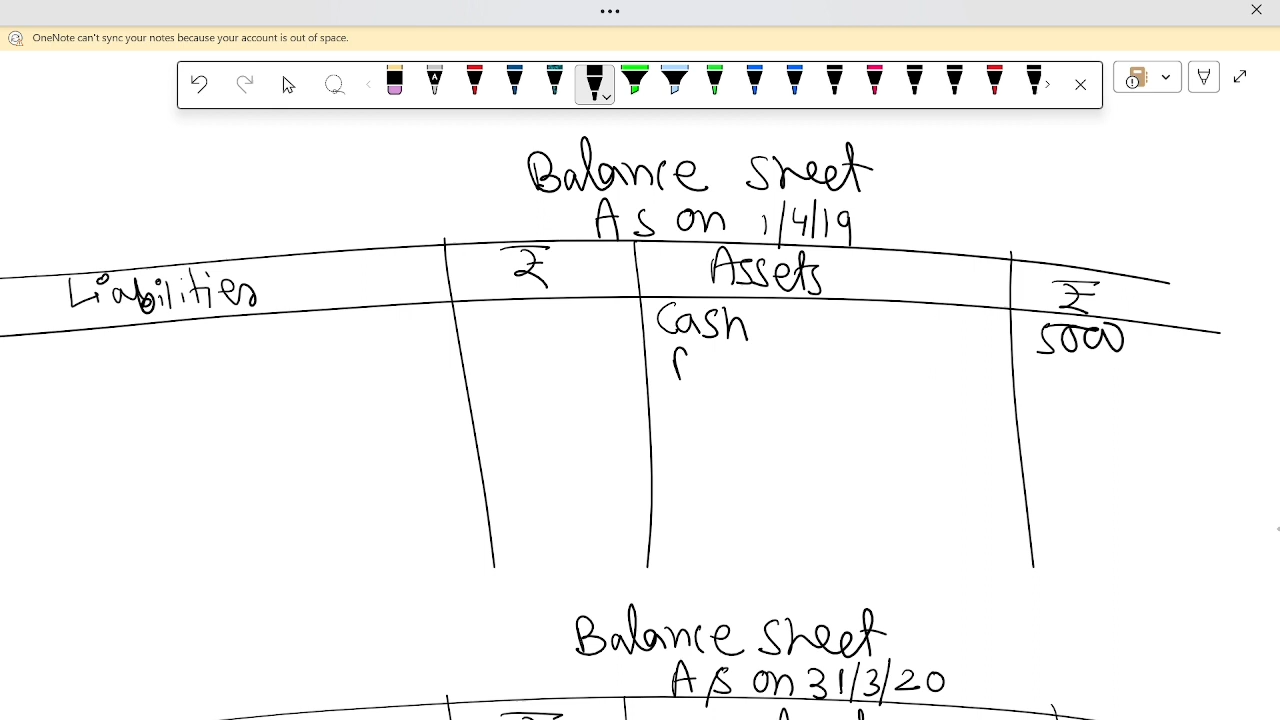 OneNote can't sync your notes because your account is out of space.
Balance sheet
As on 1/4/19
Liabilities ₹ Assets ₹
Cash 5000
Balance sheet
As on 31/3/20